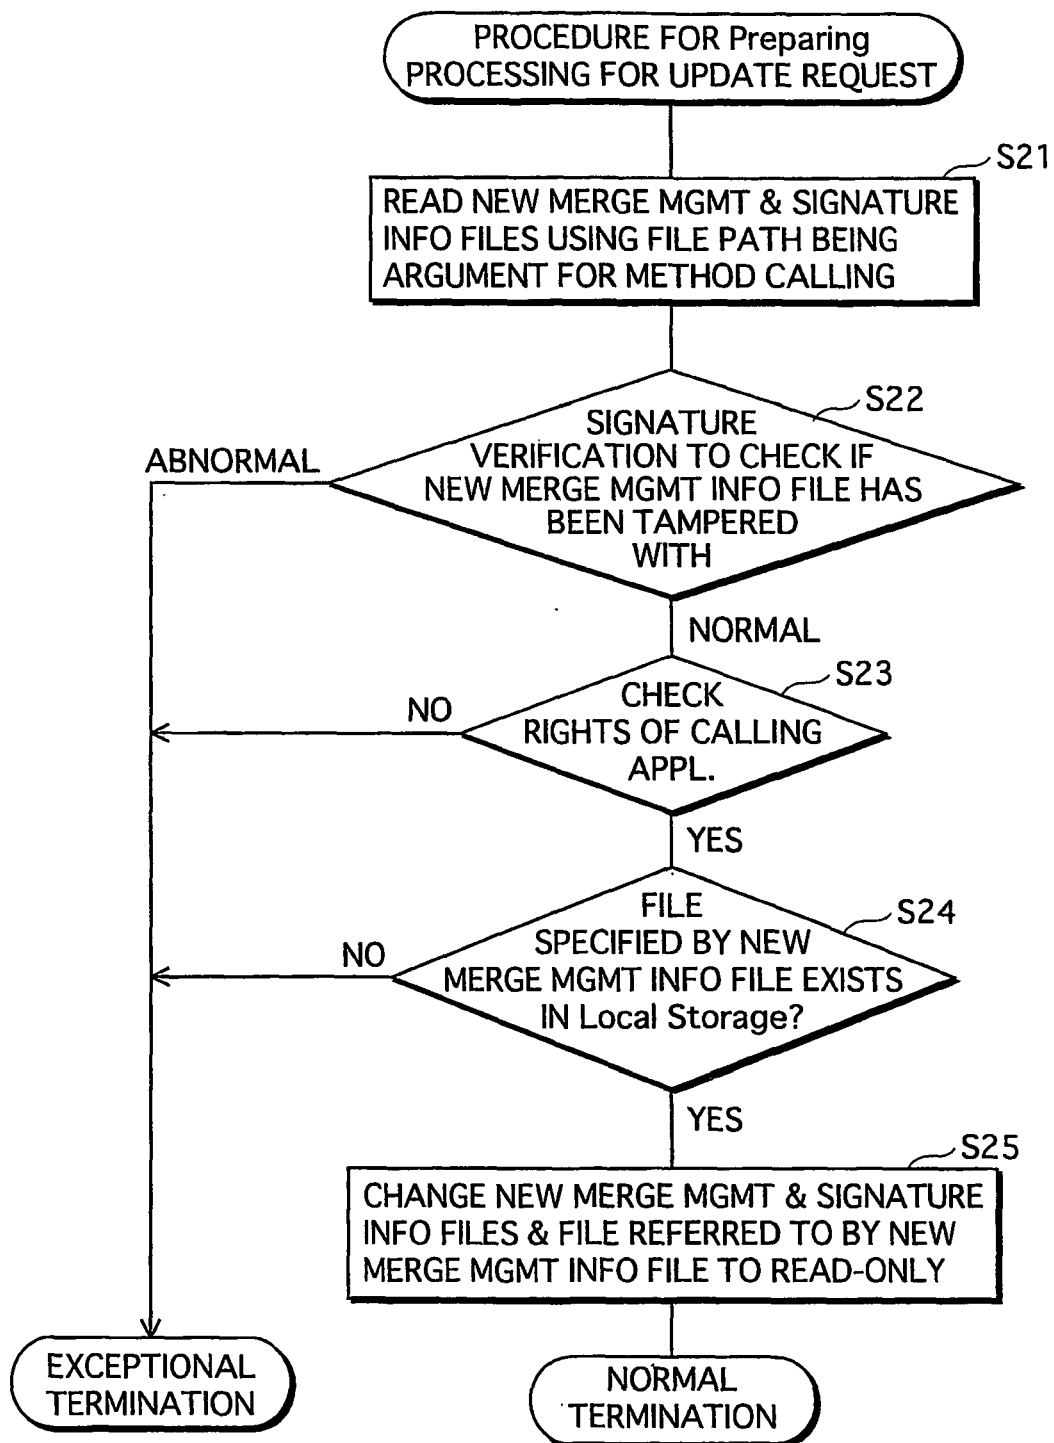 PROCEDURE FOR Preparing
PROCESSING FOR UPDATE REQUEST
S21
READ NEW MERGE MGMT & SIGNATURE
INFO FILES USING FILE PATH BEING
ARGUMENT FOR METHOD CALLING
S22
SIGNATURE
VERIFICATION TO CHECK IF
NEW MERGE MGMT INFO FILE HAS
BEEN TAMPERED
WITH
ABNORMAL
NORMAL
S23
CHECK
RIGHTS OF CALLING
APPL.
NO
YES
S24
FILE
SPECIFIED BY NEW
MERGE MGMT INFO FILE EXISTS
IN Local Storage?
NO
YES
S25
CHANGE NEW MERGE MGMT & SIGNATURE
INFO FILES & FILE REFERRED TO BY NEW
MERGE MGMT INFO FILE TO READ-ONLY
EXCEPTIONAL
TERMINATION
NORMAL
TERMINATION